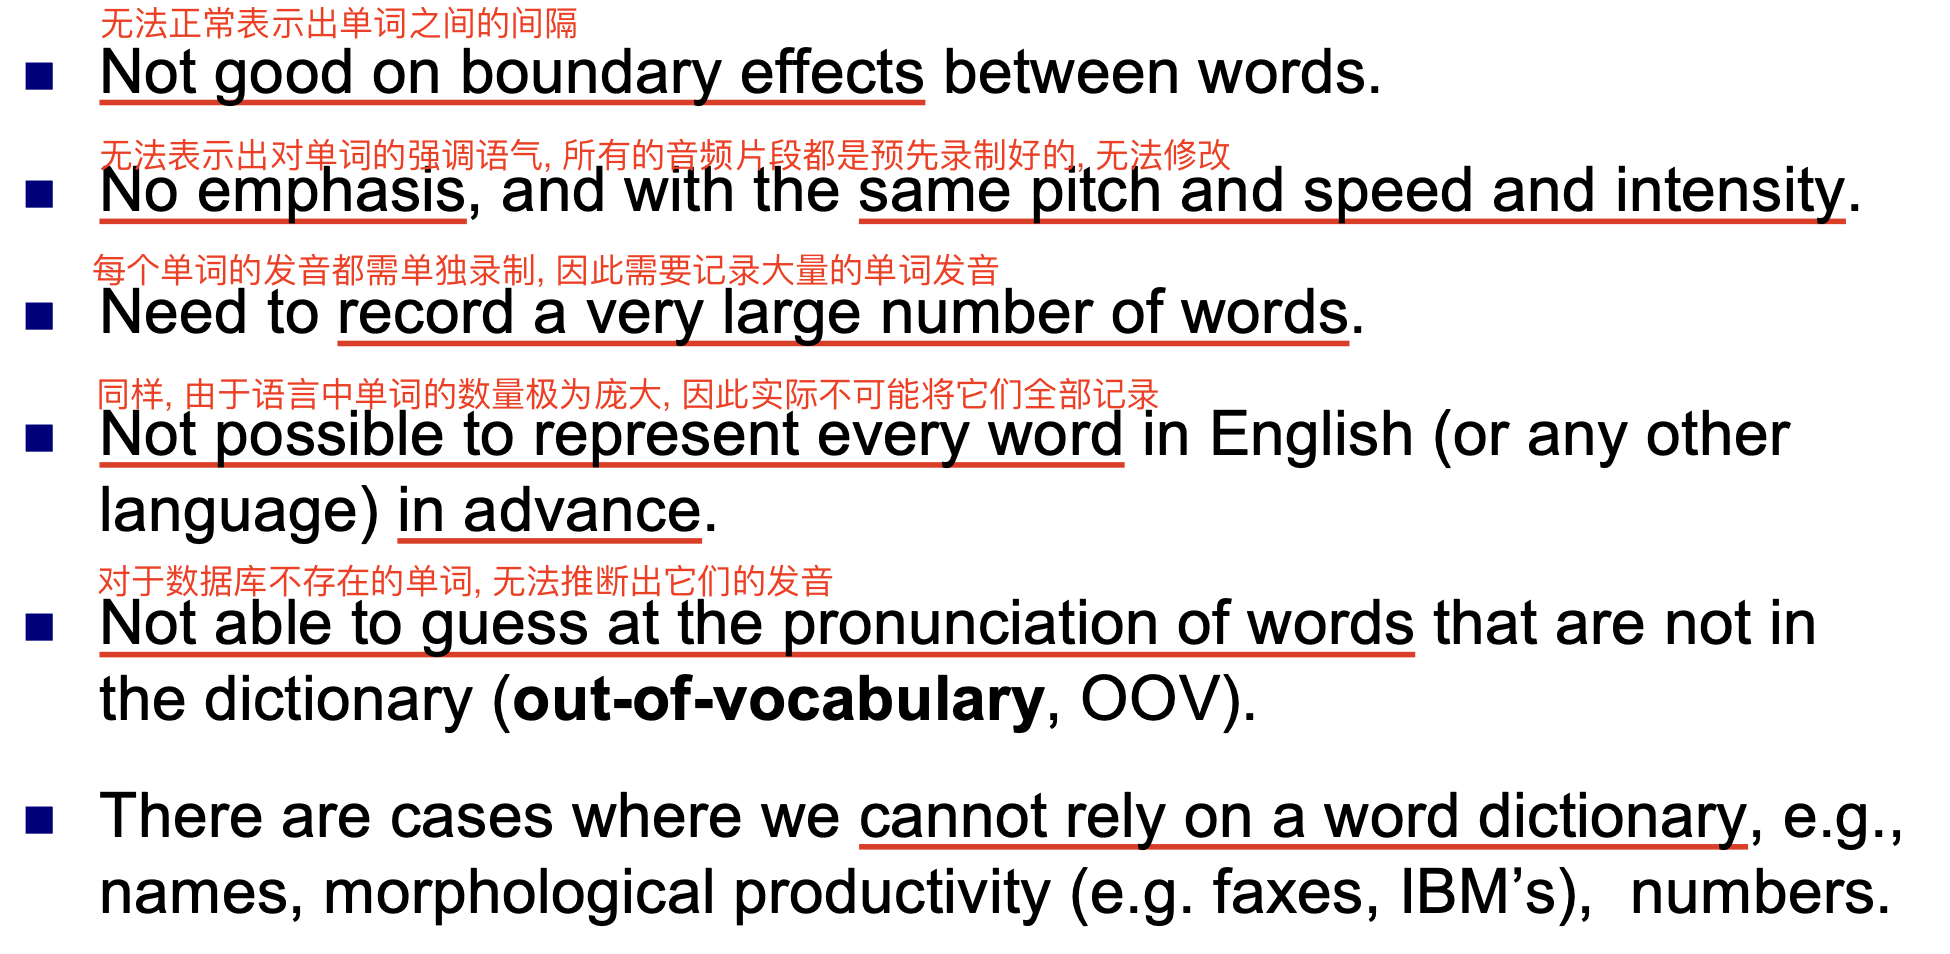 无法正常表示出单词之间的间隔
Not good on boundary effects between words.
无法表示出对单词的强调语气, 所有的音频片段都是预先录制好的, 无法修改
No emphasis, and with the same pitch and speed and intensity.
每个单词的发音都需单独录制, 因此需要记录大量的单词发音
Need to record a very large number of words.
同样, 由于语言中单词的数量极为庞大, 因此实际不可能将它们全部记录
Not possible to represent every word in English (or any other
language) in advance.
对于数据库不存在的单词, 无法推断出它们的发音
Not able to guess at the pronunciation of words that are not in
the dictionary (out-of-vocabulary, OOV).
There are cases where we cannot rely on a word dictionary, e.g.,
names, morphological productivity (e.g. faxes, IBM’s),  numbers.